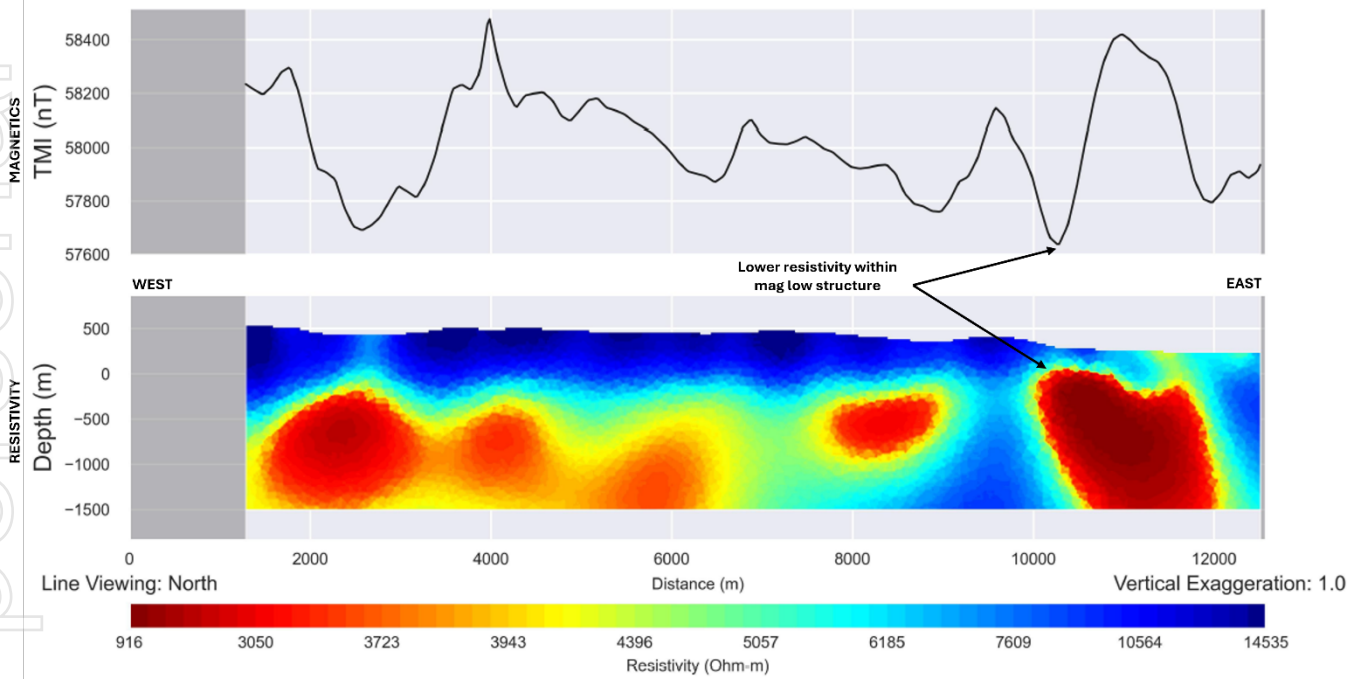 MAGNETICS
TMI (nT)
58400
58200
58000
57800
57600
WEST
Lower resistivity within
mag low structure
EAST
RESISTIVITY
Depth (m)
500
0
−500
−1000
−1500
0 2000 4000 6000 8000 10000 12000
Line Viewing: North
Distance (m)
Vertical Exaggeration: 1.0
916 3050 3723 3943 4396 5057 6185 7609 10564 14535
Resistivity (Ohm-m)